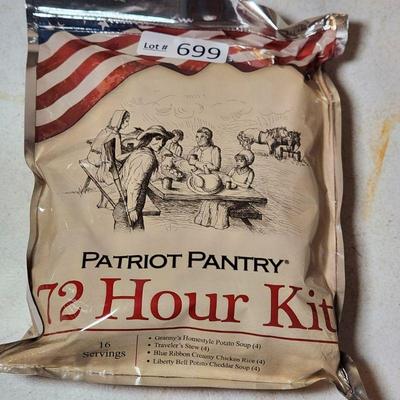 Lot # 699
PATRIOT PANTRY®
72 Hour Kit
16
servings
• Granny's Homestyle Potato Soup (4)
• Traveler's Stew (4)
• Blue Ribbon Creamy Chicken Rice (4)
• Liberty Bell Potato Cheddar Soup (4)